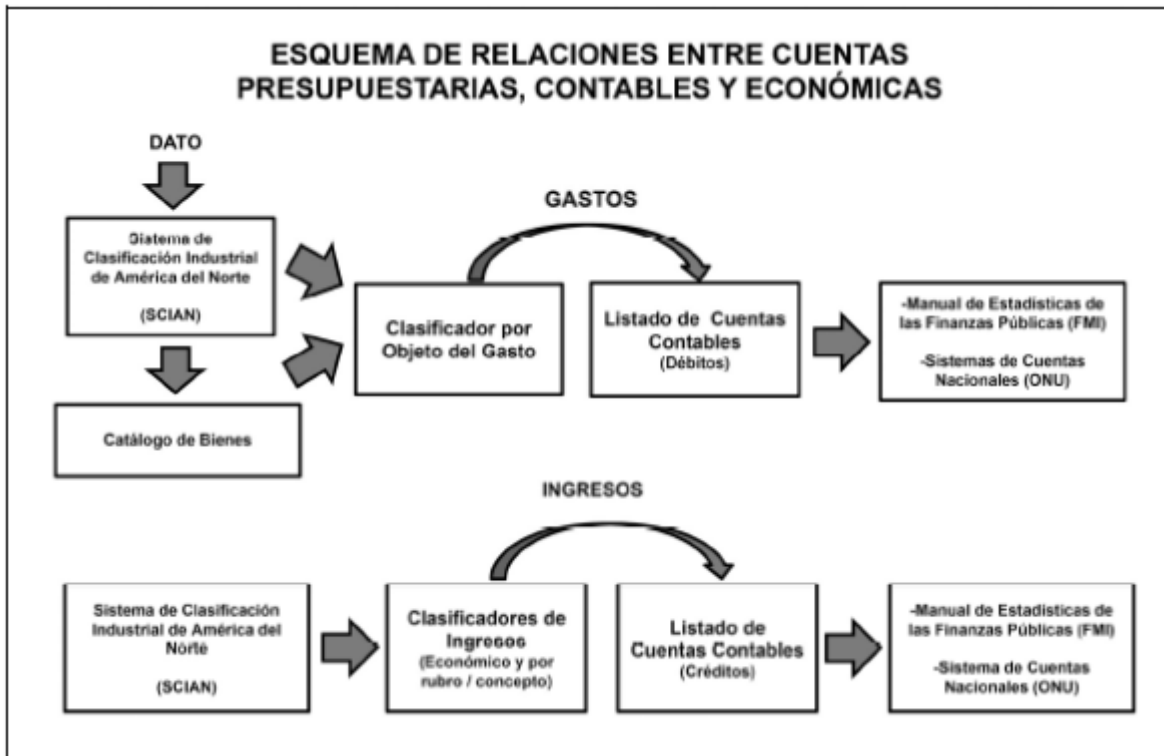 ESQUEMA DE RELACIONES ENTRE CUENTAS
PRESUPUESTARIAS, CONTABLES Y ECONÓMICAS
DATO
GASTOS
Sistema de
Clasificación Industrial
de América del Norte
(SCIAN)
Clasificador por
Objeto del Gasto
Listado de Cuentas
Contables
(Débitos)
-Manual de Estadísticas de
las Finanzas Públicas (FMI)
-Sistemas de Cuentas
Nacionales (ONU)
Catálogo de Bienes
INGRESOS
Sistema de Clasificación
Industrial de América del
Norte
(SCIAN)
Clasificadores de
Ingresos
(Económico y por
rubro / concepto)
Listado de
Cuentas Contables
(Créditos)
-Manual de Estadísticas de
las Finanzas Públicas (FMI)
-Sistema de Cuentas
Nacionales (ONU)